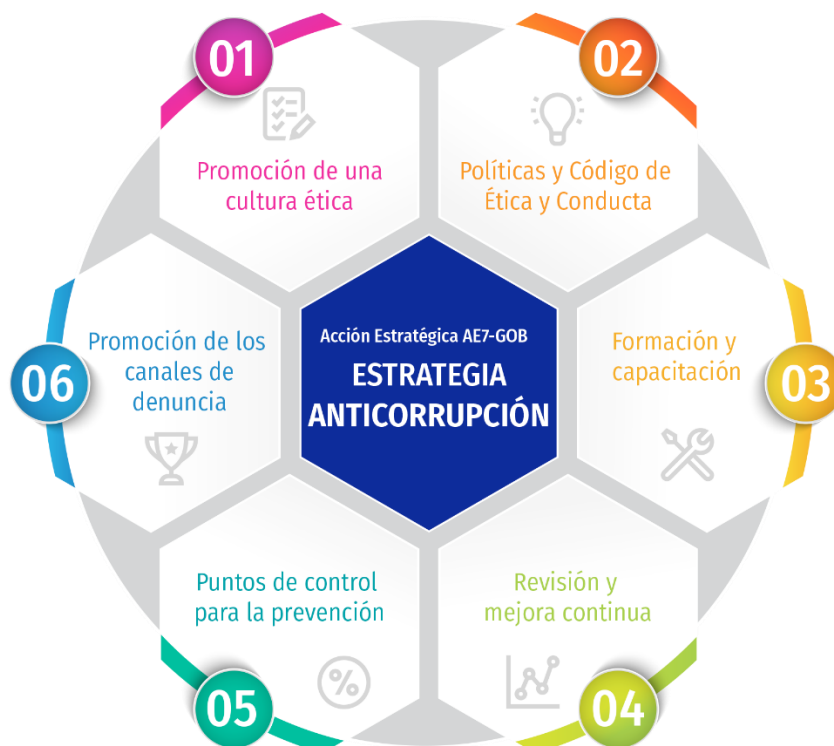 01
Promoción de una
cultura ética
02
Políticas y Código de
Ética y Conducta
03
Formación y
capacitación
04
Revisión y
mejora continua
05
Puntos de control
para la prevención
06
Promoción de los
canales de
denuncia
Acción Estratégica AE7-GOB
ESTRATEGIA
ANTICORRUPCIÓN
%